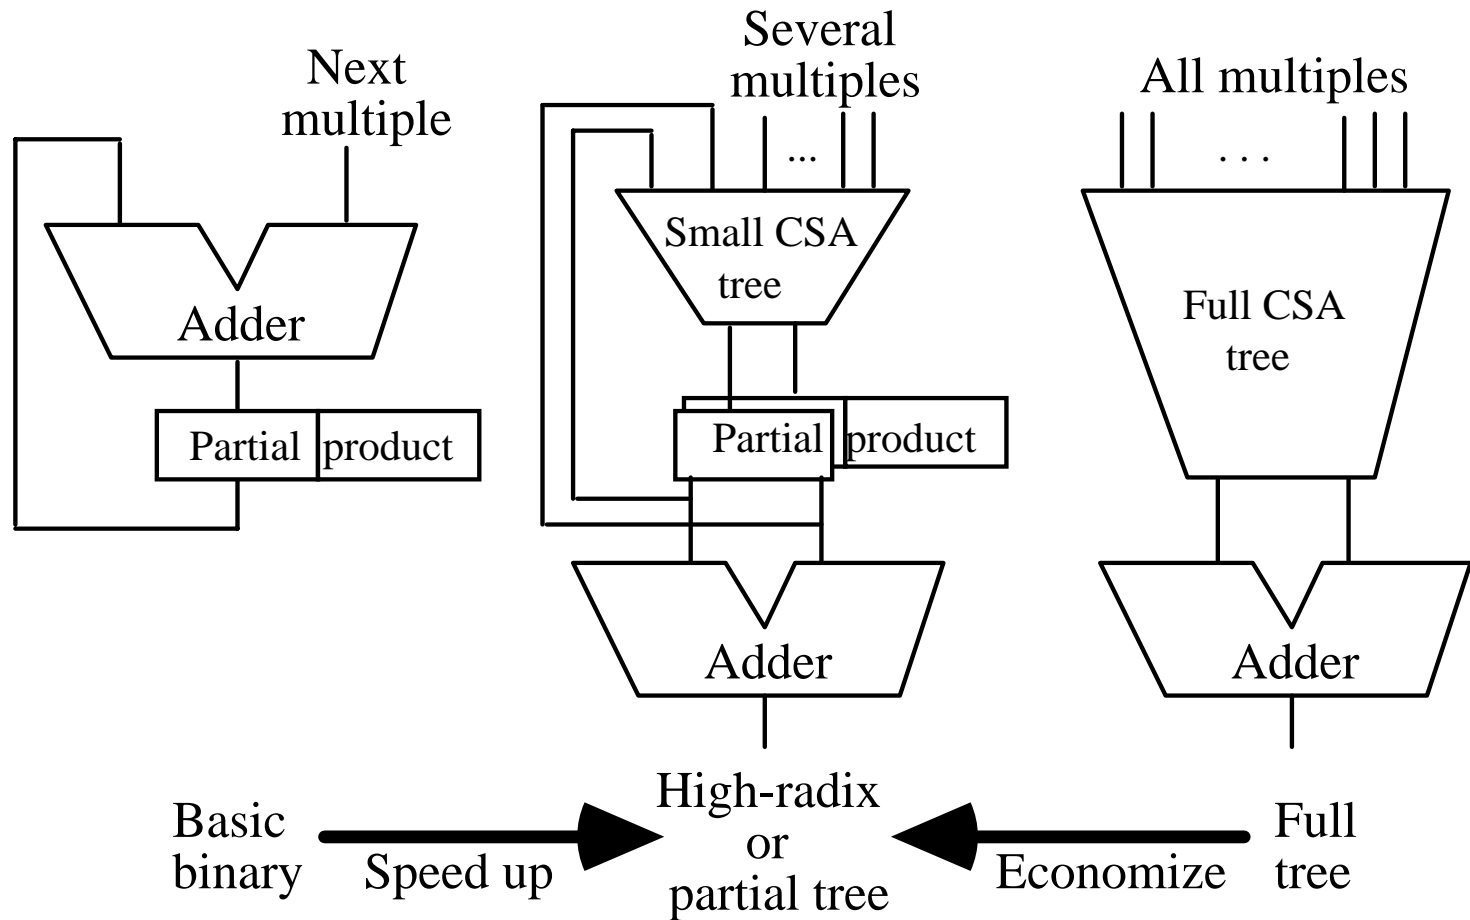 Next
multiple
Adder
Partial product
Several
multiples
...
Small CSA
tree
Partial product
Adder
All multiples
. . .
Full CSA
tree
Adder
Basic
binary
Speed up
High-radix
or
partial tree
Economize
Full
tree